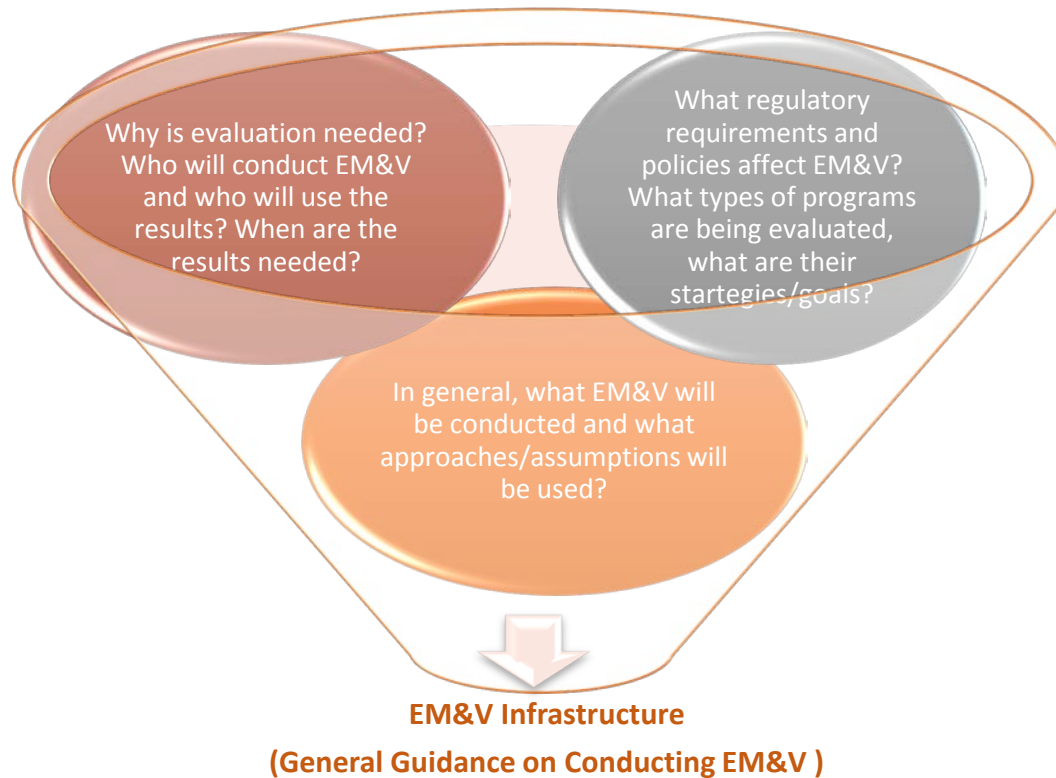 Why is evaluation needed?
Who will conduct EM&V
and who will use the
results? When are the
results needed?
What regulatory
requirements and
policies affect EM&V?
What types of programs
are being evaluated,
what are their
startegies/goals?
In general, what EM&V will
be conducted and what
approaches/assumptions will
be used?
EM&V Infrastructure
(General Guidance on Conducting EM&V )